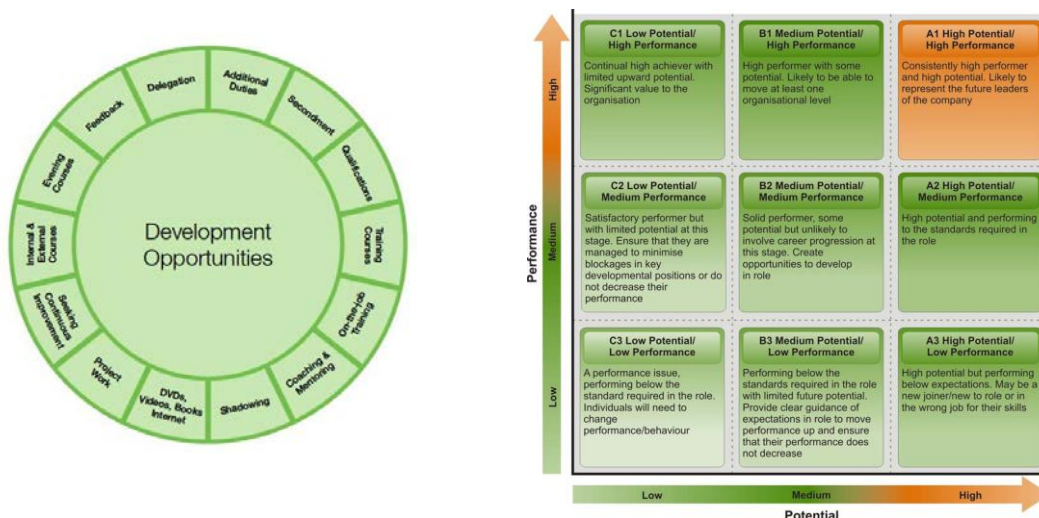 Development
Opportunities
Delegation
Additional
Duties
Secondment
Qualifications
Training
Courses
On-the-job
Training
Coaching &
Mentoring
Shadowing
DVDs,
Videos, Books
Internet
Project
Work
Seeking
Continuous
Improvement
Internal &
External
Courses
Evening
Courses
Feedback
Performance
High
Medium
Low
C1 Low Potential/
High Performance
Continual high achiever with
limited upward potential.
Significant value to the
organisation
B1 Medium Potential/
High Performance
High performer with some
potential. Likely to be able to
move at least one
organisational level
A1 High Potential/
High Performance
Consistently high performer
and high potential. Likely to
represent the future leaders
of the company
C2 Low Potential/
Medium Performance
Satisfactory performer but
with limited potential at this
stage. Ensure that they are
managed to minimise
blockages in key
developmental positions or do
not decrease their
performance
B2 Medium Potential/
Medium Performance
Solid performer, some
potential but unlikely to
involve career progression at
this stage. Create
opportunities to develop
in role
A2 High Potential/
Medium Performance
High potential and performing
to the standards required in
the role
C3 Low Potential/
Low Performance
A performance issue,
performing below the
standard required in the role.
Individuals will need to
change
performance/behaviour
B3 Medium Potential/
Low Performance
Performing below the
standards required in the role
with limited future potential.
Provide clear guidance of
expectations in role to move
performance up and ensure
that their performance does
not decrease
A3 High Potential/
Low Performance
High potential but performing
below expectations. May be a
new joiner/new to role or in
the wrong job for their skills
Low
Medium
High
Potential